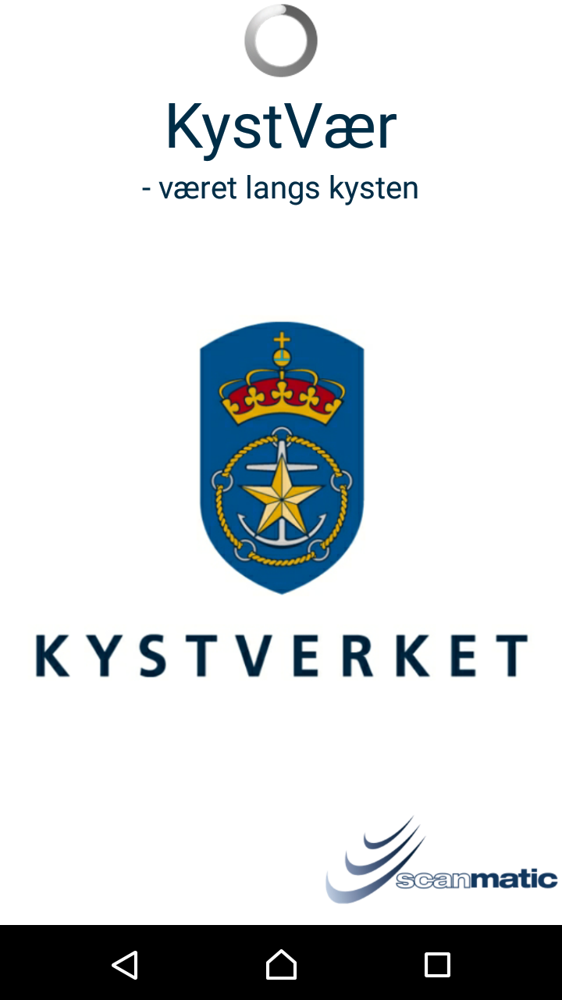 KystVær
- været langs kysten
KYSTVERKET
scanmatic